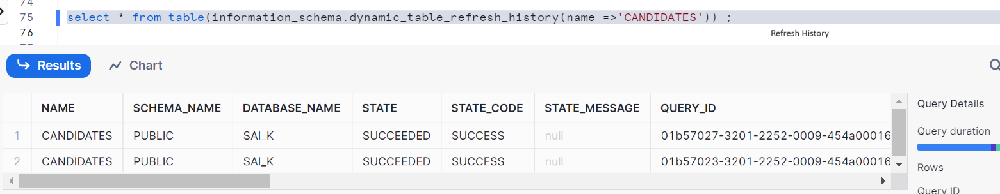 74
75 select * from table(information_schema.dynamic_table_refresh_history(name =>'CANDIDATES')) ;
76
Refresh History
Results Chart
NAME SCHEMA_NAME DATABASE_NAME STATE STATE_CODE STATE_MESSAGE QUERY_ID
1 CANDIDATES PUBLIC SAI_K SUCCEEDED SUCCESS null 01b57027-3201-2252-0009-454a00016
2 CANDIDATES PUBLIC SAI_K SUCCEEDED SUCCESS null 01b57023-3201-2252-0009-454a00016
Query Details
Query duration
Rows
Query ID